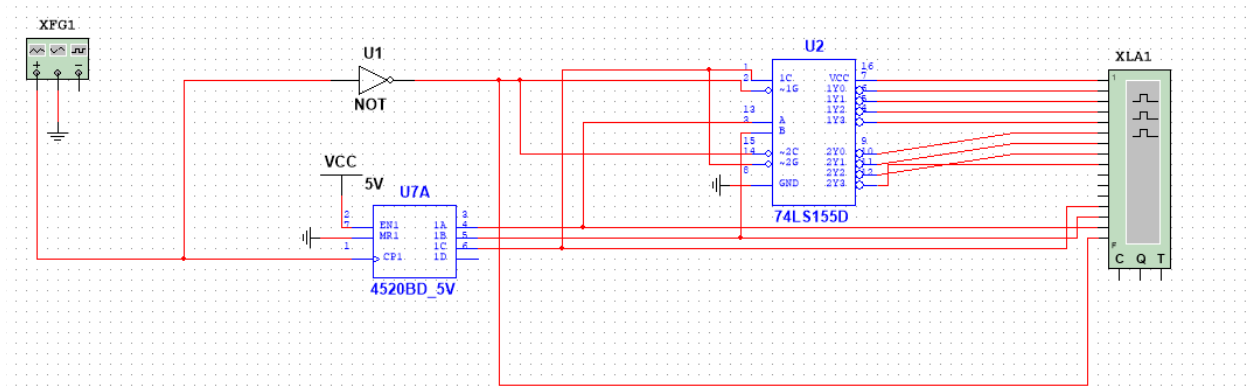 XFG1
U1
NOT
VCC
5V
U7A
2
7
1
EN1
MR1
CP1
1A
1B
1C
1D
3
4
5
6
4520BD_5V
U2
1
2
13
3
15
14
8
1C
~1G
A
B
~2C
~2G
GND
VCC
1Y0
1Y1
1Y2
1Y3
2Y0
2Y1
2Y2
2Y3
16
7
6
5
4
9
10
11
12
74LS155D
XLA1
1
F
C Q T